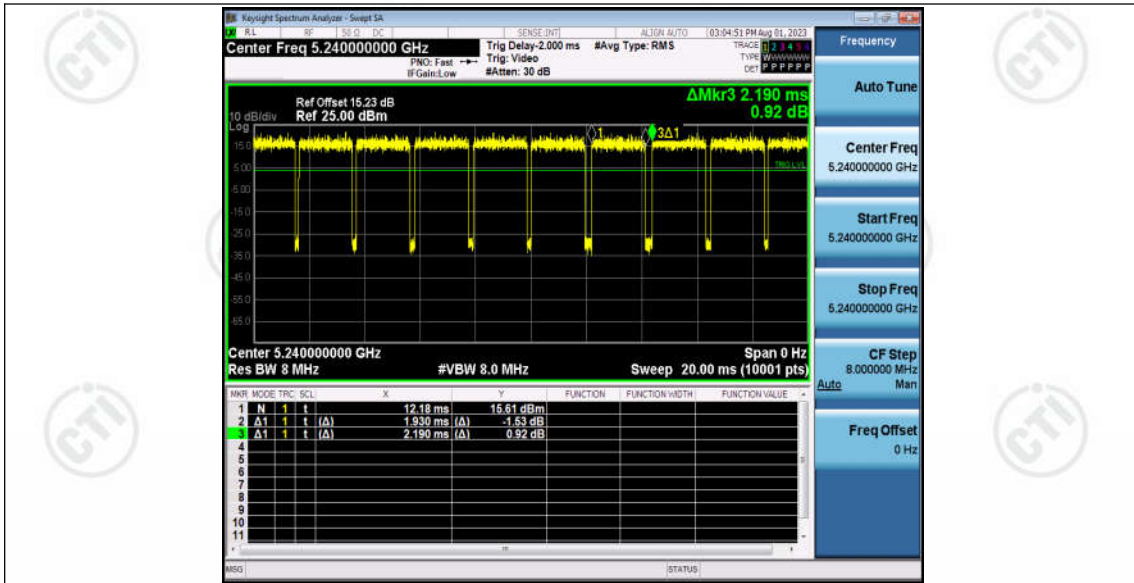 Keysight Spectrum Analyzer - Swept SA
RL RF 50 Ω DC SENSE:INT ALIGN AUTO 03:04:51 PM Aug 01, 2023
Center Freq 5.240000000 GHz
Trig Delay-2.000 ms #Avg Type: RMS
TRACE 1 2 3 4 5 6
PNO: Fast Trig: Video
TYPE
IFGain:Low #Atten: 30 dB
DET P P P P P P
Frequency
Auto Tune
Center Freq
5.240000000 GHz
Start Freq
5.240000000 GHz
Stop Freq
5.240000000 GHz
CF Step
8.000000 MHz
Auto Man
Freq Offset
0 Hz
ΔMkr3 2.190 ms
0.92 dB
Ref Offset 15.23 dB
10 dB/div Ref 25.00 dBm
Log
15.0
5.00
-5.00
-15.0
-25.0
-35.0
-45.0
-55.0
-65.0
1
3Δ1
TRIG LVL
Center 5.240000000 GHz Span 0 Hz
Res BW 8 MHz #VBW 8.0 MHz Sweep 20.00 ms (10001 pts)
MKR MODE TRC SCL X Y FUNCTION FUNCTION WIDTH FUNCTION VALUE
1 N 1 t 12.18 ms 15.61 dBm
2 Δ1 1 t (Δ) 1.930 ms (Δ) -1.53 dB
3 Δ1 1 t (Δ) 2.190 ms (Δ) 0.92 dB
4
5
6
7
8
9
10
11
MSG STATUS
CTI
CTI
CTI
CTI